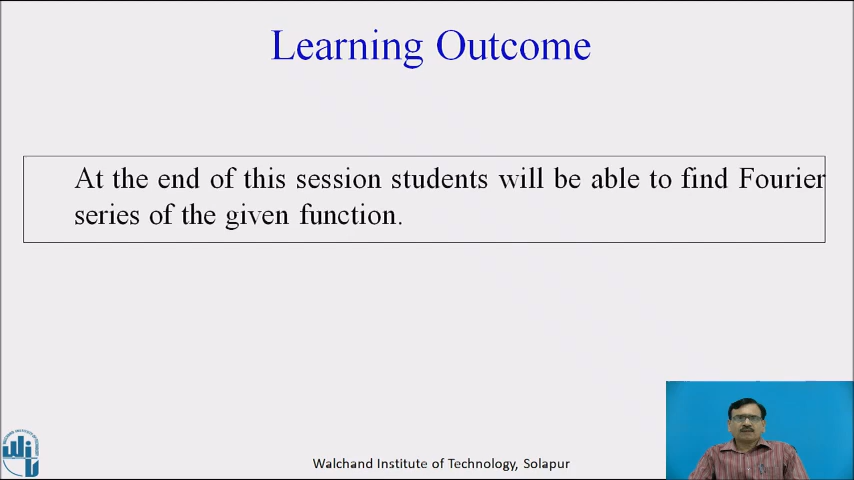 Learning Outcome
At the end of this session students will be able to find Fourier
series of the given function.
Walchand Institute of Technology, Solapur